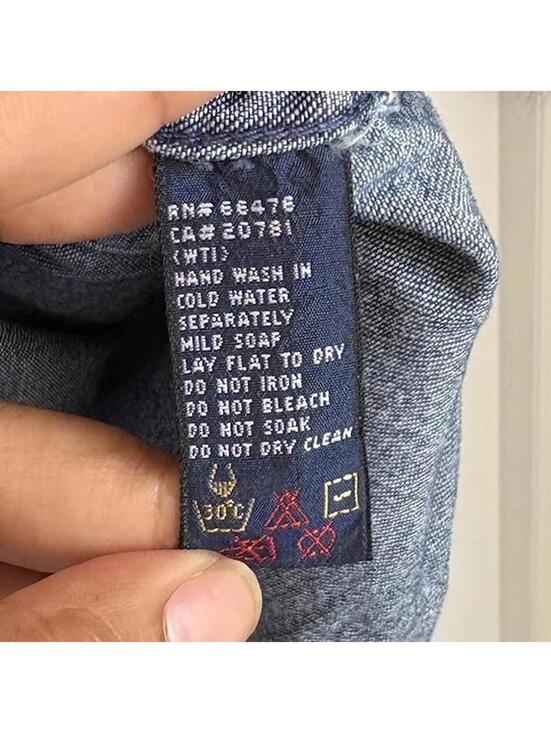 RN# 66476
CA# 20781
(WTI)
HAND WASH IN
COLD WATER
SEPARATELY
MILD SOAP
LAY FLAT TO DRY
DO NOT IRON
DO NOT BLEACH
DO NOT SOAK
DO NOT DRY CLEAN
30°C